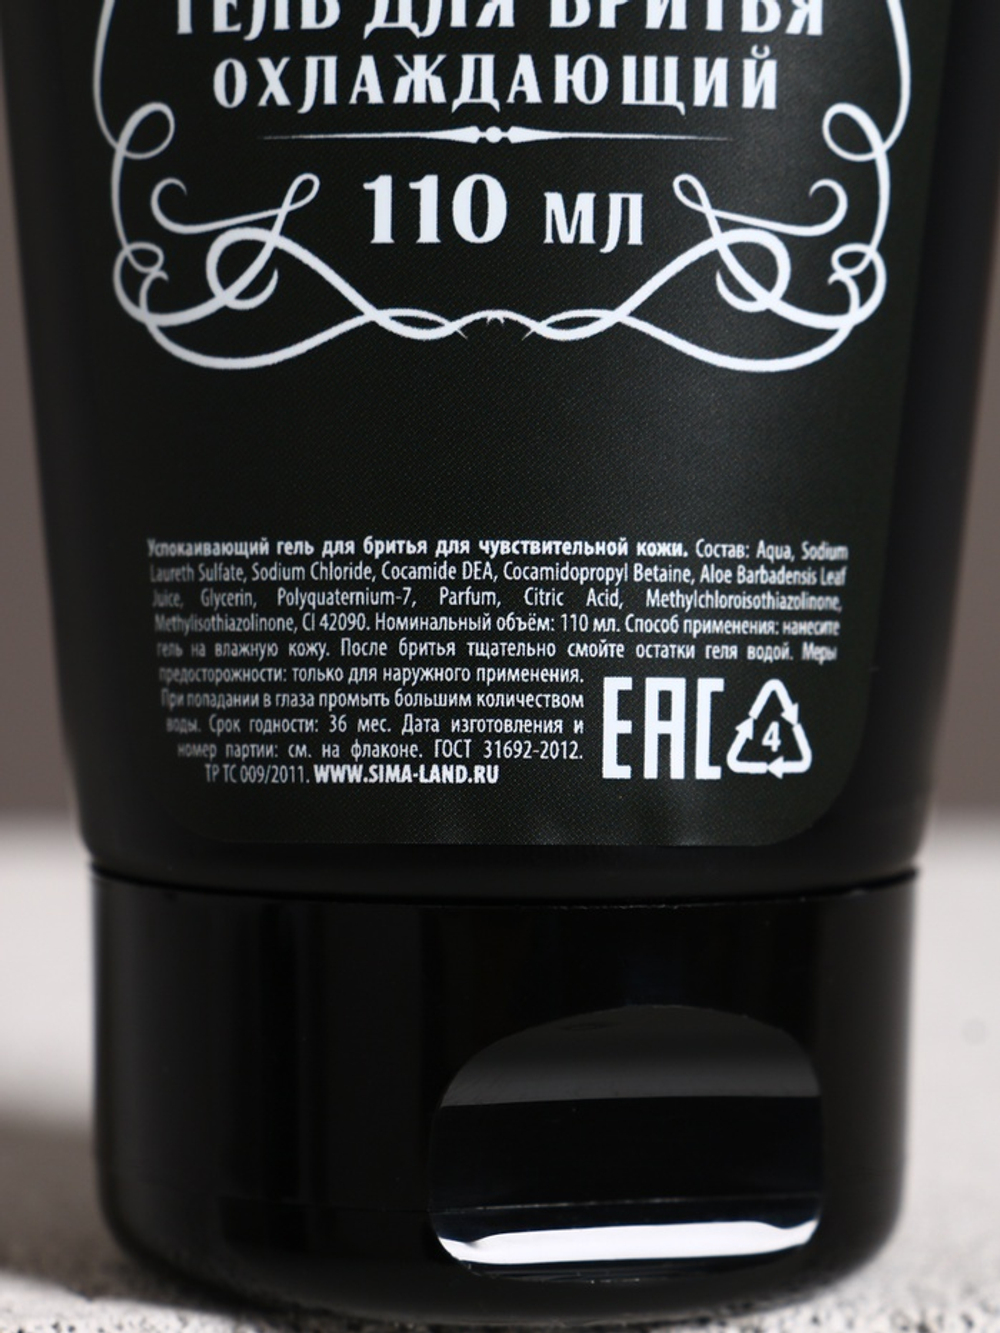 ГЕЛЬ ДЛЯ БРИТЬЯ
ОХЛАЖДАЮЩИЙ
110 МЛ
Успокаивающий гель для бритья для чувствительной кожи. Состав: Aqua, Sodium
Laureth Sulfate, Sodium Chloride, Cocamide DEA, Cocamidopropyl Betaine, Aloe Barbadensis Leaf
Juice, Glycerin, Polyquaternium-7, Parfum, Citric Acid, Methylchloroisothiazolinone,
Methylisothiazolinone, CI 42090. Номинальный объём: 110 мл. Способ применения: нанесите
гель на влажную кожу. После бритья тщательно смойте остатки геля водой. Меры
предосторожности: только для наружного применения.
При попадании в глаза промыть большим количеством
воды. Срок годности: 36 мес. Дата изготовления и
номер партии: см. на флаконе. ГОСТ 31692-2012.
ТР ТС 009/2011. WWW.SIMA-LAND.RU
EAC
4